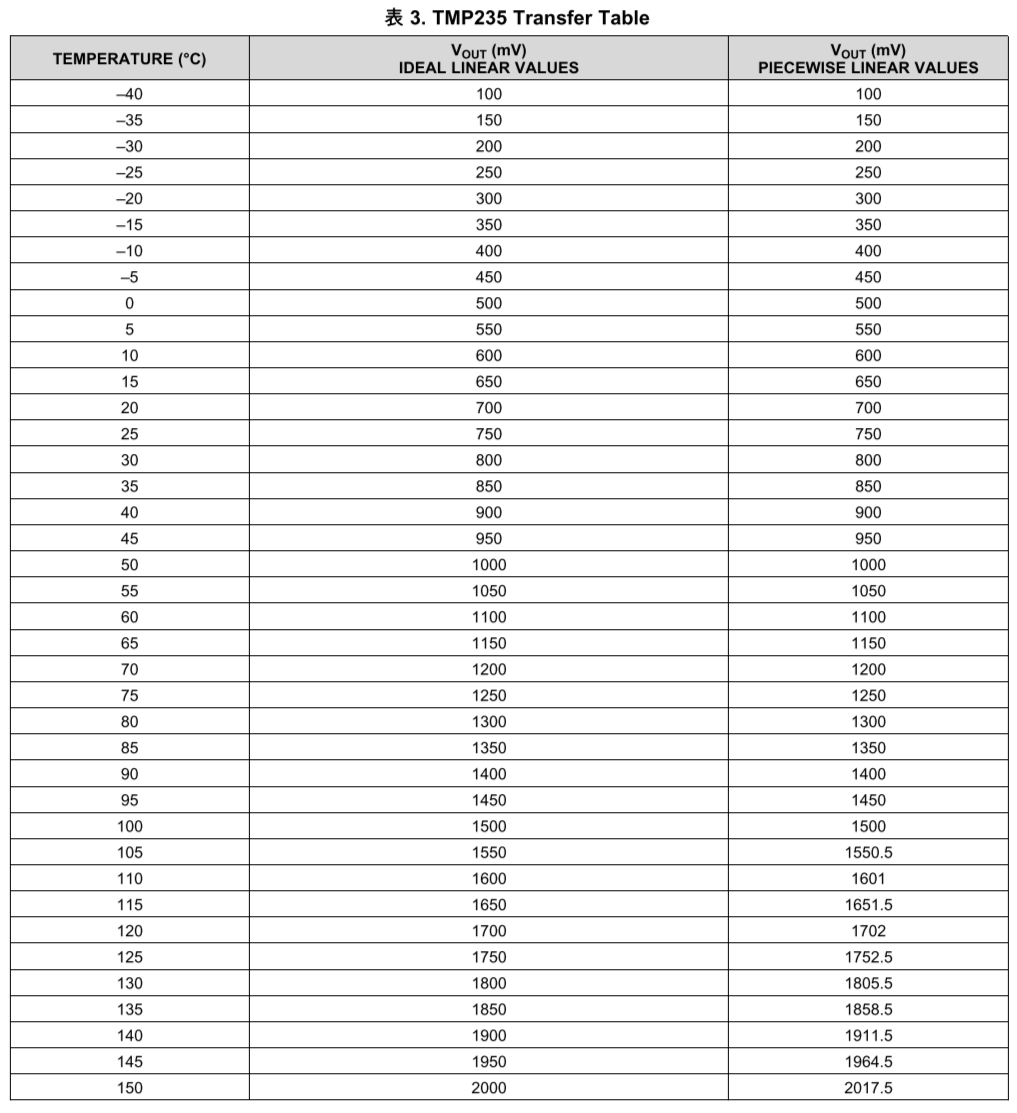 表 3. TMP235 Transfer Table
TEMPERATURE (°C) VOUT (mV) IDEAL LINEAR VALUES VOUT (mV) PIECEWISE LINEAR VALUES
–40 100 100
–35 150 150
–30 200 200
–25 250 250
–20 300 300
–15 350 350
–10 400 400
–5 450 450
0 500 500
5 550 550
10 600 600
15 650 650
20 700 700
25 750 750
30 800 800
35 850 850
40 900 900
45 950 950
50 1000 1000
55 1050 1050
60 1100 1100
65 1150 1150
70 1200 1200
75 1250 1250
80 1300 1300
85 1350 1350
90 1400 1400
95 1450 1450
100 1500 1500
105 1550 1550.5
110 1600 1601
115 1650 1651.5
120 1700 1702
125 1750 1752.5
130 1800 1805.5
135 1850 1858.5
140 1900 1911.5
145 1950 1964.5
150 2000 2017.5